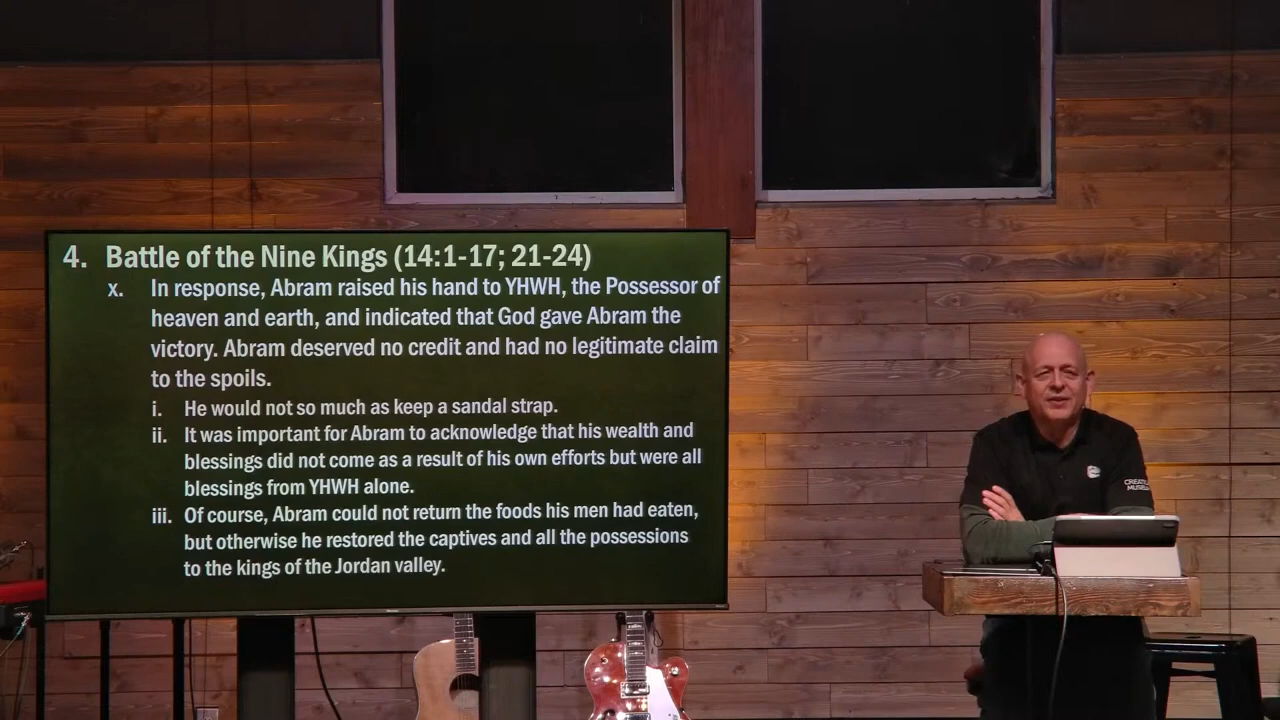 4. Battle of the Nine Kings (14:1-17; 21-24)
x. In response, Abram raised his hand to YHWH, the Possessor of
heaven and earth, and indicated that God gave Abram the
victory. Abram deserved no credit and had no legitimate claim
to the spoils.
i. He would not so much as keep a sandal strap.
ii. It was important for Abram to acknowledge that his wealth and
blessings did not come as a result of his own efforts but were all
blessings from YHWH alone.
iii. Of course, Abram could not return the foods his men had eaten,
but otherwise he restored the captives and all the possessions
to the kings of the Jordan valley.